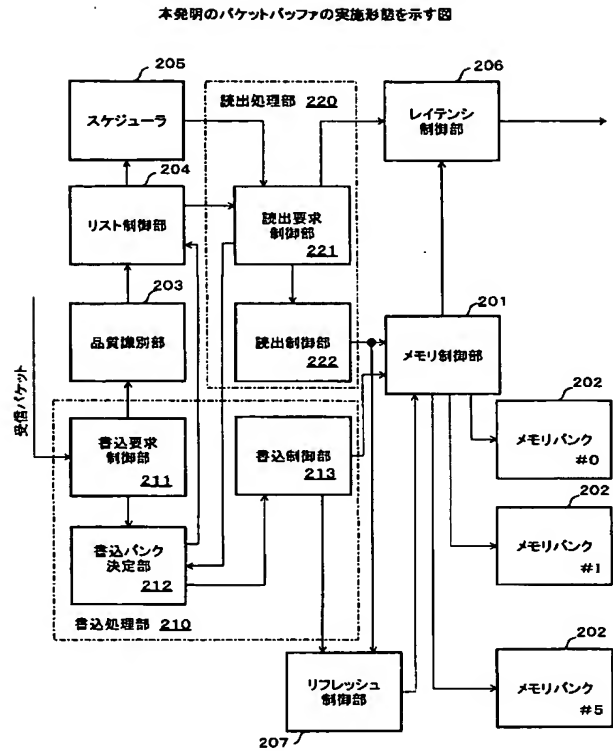 本発明のパケットバッファの実施形態を示す図
205
スケジューラ
204
リスト制御部
203
品質識別部
受信パケット
書込要求
制御部
211
書込バンク
決定部
212
書込処理部 210
書込制御部
213
読出処理部 220
読出要求
制御部
221
読出制御部
222
206
レイテンシ
制御部
201
メモリ制御部
202
メモリバンク
#0
202
メモリバンク
#1
202
メモリバンク
#5
リフレッシュ
制御部
207